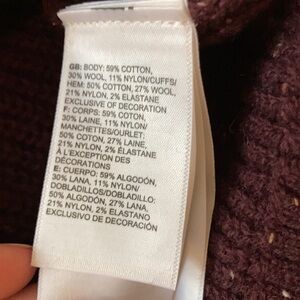 GB: BODY: 59% COTTON,
30% WOOL, 11% NYLON/CUFFS/
HEM: 50% COTTON, 27% WOOL,
21% NYLON, 2% ELASTANE
EXCLUSIVE OF DECORATION
F: CORPS: 59% COTON,
30% LAINE, 11% NYLON/
MANCHETTES/OURLET:
50% COTON, 27% LAINE,
21% NYLON, 2% ÉLASTANE
À L'EXCEPTION DES
DÉCORATIONS
E: CUERPO: 59% ALGODÓN,
30% LANA, 11% NYLON/
DOBLADILLOS/DOBLADILLO:
50% ALGODÓN, 27% LANA,
21% NYLON, 2% ELASTANO
EXCLUSIVO DE DECORADO